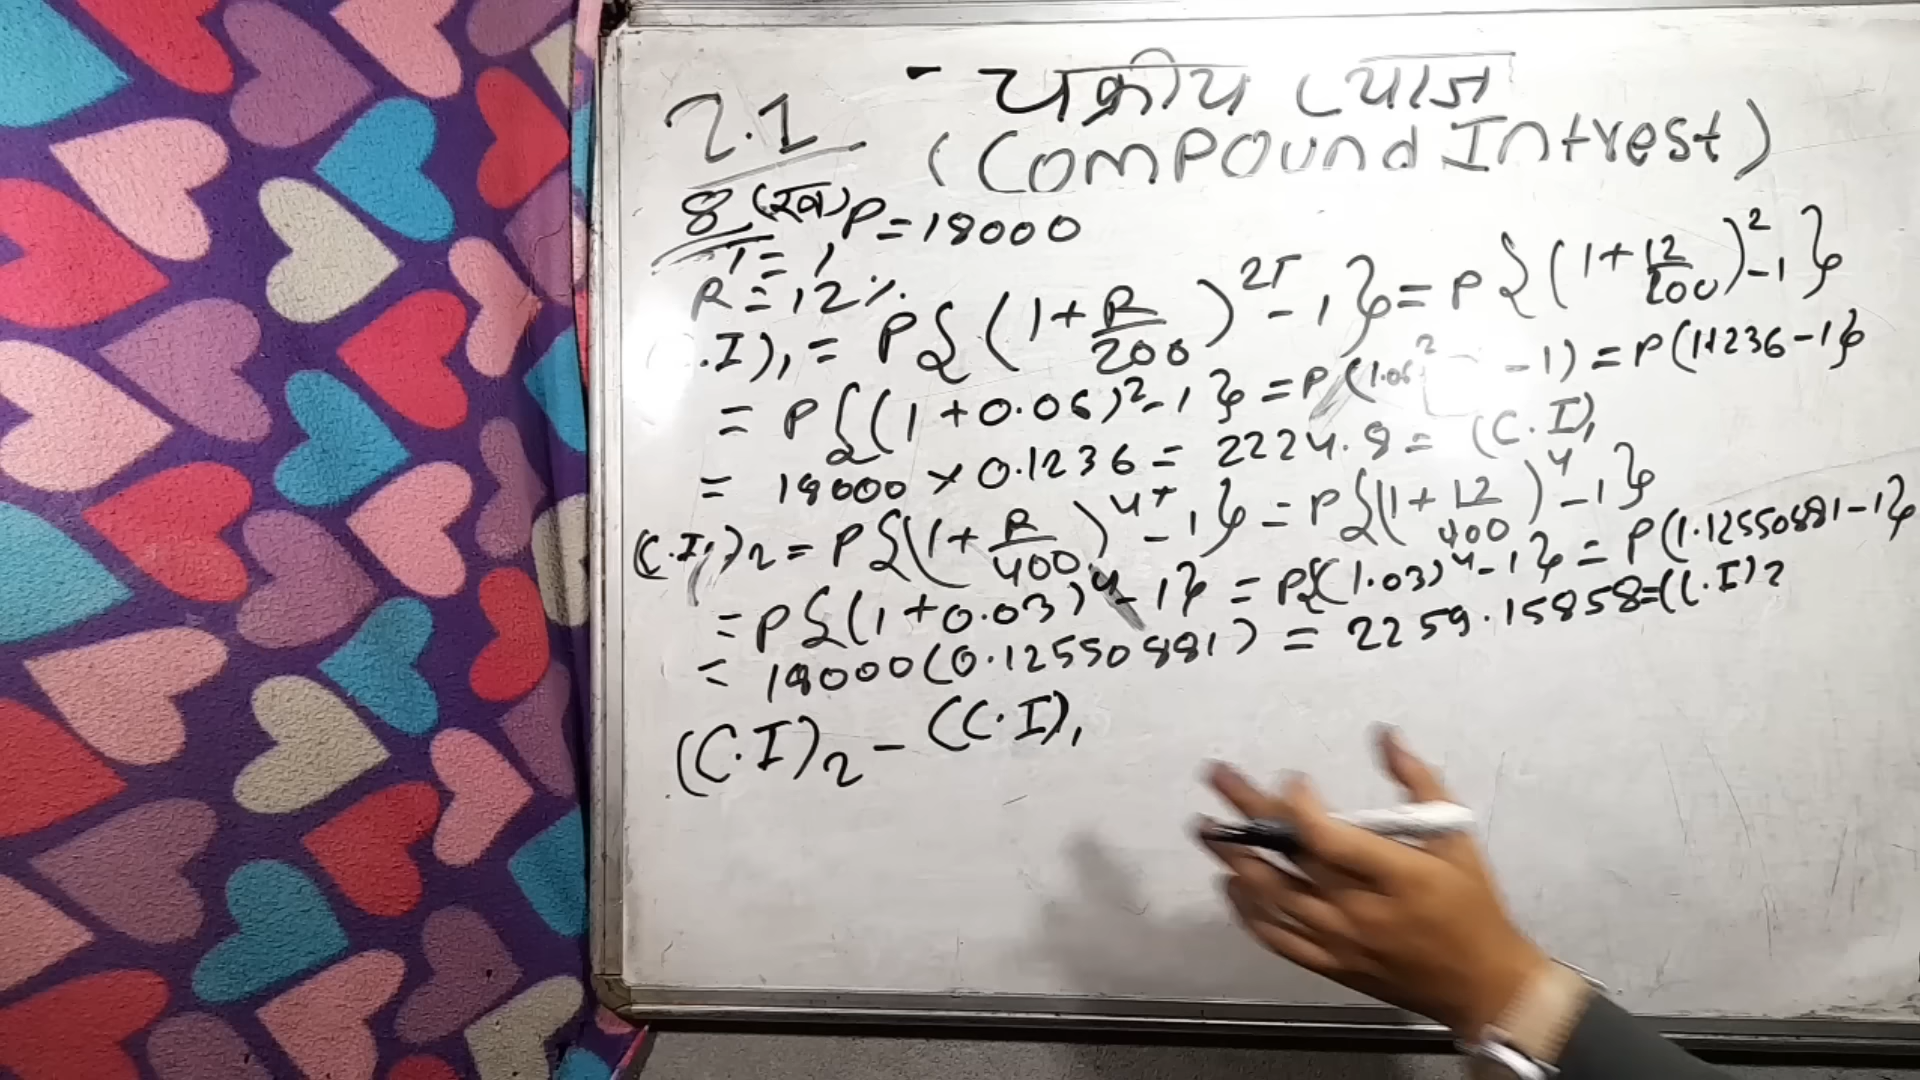 - चक्रीय ब्याज
2.1 (Compound Intrest)
8 (ख) P = 18000
T = 1
R = 12%
.I)₁ = P{(1+R/200)^2T - 1} = P{(1+12/200)^2 - 1}
= P{(1+0.06)^2 - 1} = P(1.06^2 - 1) = P(1.1236 - 1}
= 18000 × 0.1236 = 2224.8 = (C.I)₁
(C.I)₂ = P{(1+R/400)^4T - 1} = P{(1+12/400)^4 - 1}
= P{(1+0.03)^4 - 1} = P{(1.03)^4 - 1} = P(1.12550881 - 1}
= 18000(0.12550881) = 2259.15858 = (C.I)₂
(C.I)₂ - (C.I)₁